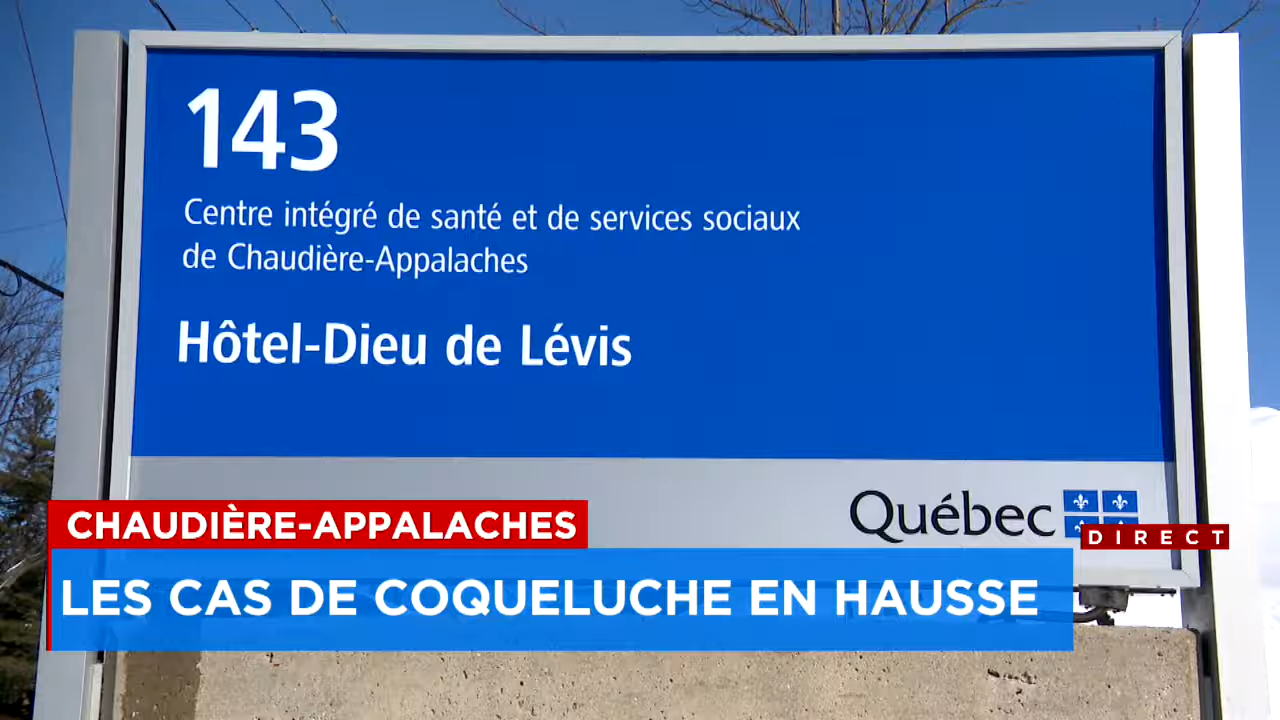 143
Centre intégré de santé et de services sociaux
de Chaudière-Appalaches
Hôtel-Dieu de Lévis
Québec
CHAUDIÈRE-APPALACHES
DIRECT
LES CAS DE COQUELUCHE EN HAUSSE